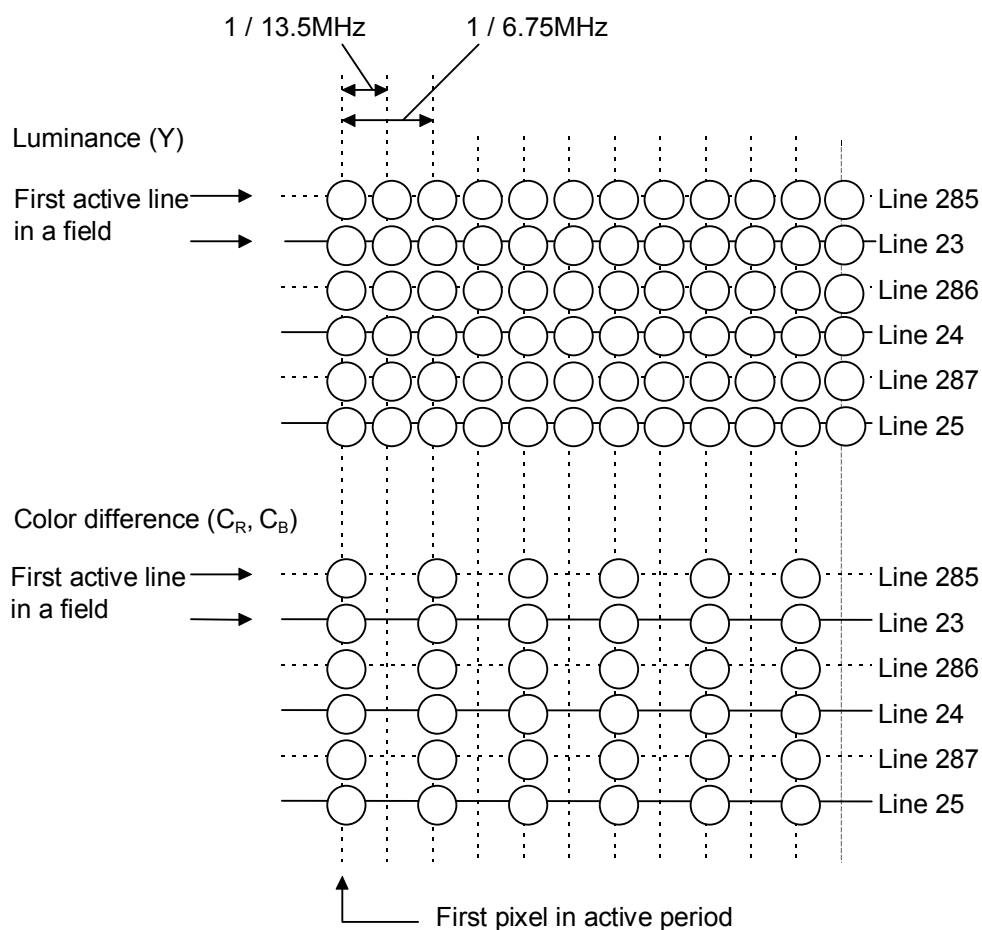 1 / 13.5MHz 1 / 6.75MHz
Luminance (Y)
First active line
in a field
Line 285
Line 23
Line 286
Line 24
Line 287
Line 25
Color difference (CR, CB)
First active line
in a field
Line 285
Line 23
Line 286
Line 24
Line 287
Line 25
First pixel in active period